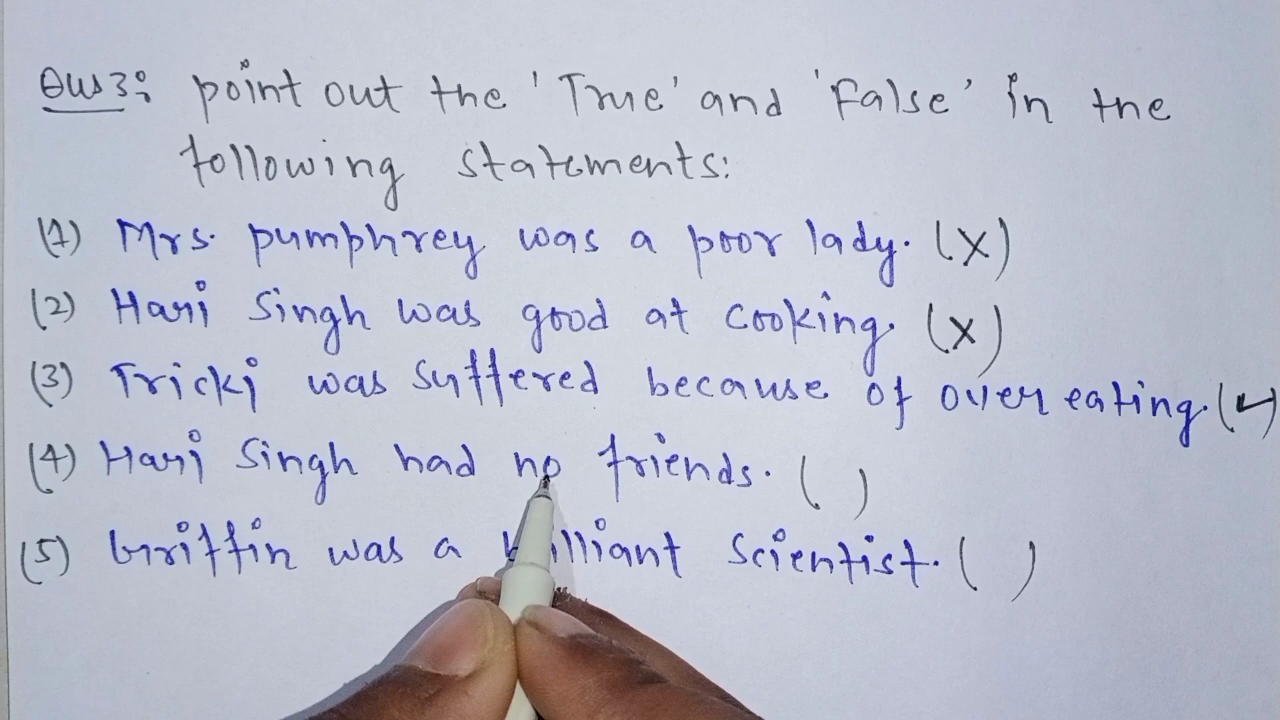 Qus 3: point out the 'True' and 'False' in the
following statements:
(1) Mrs. pumphrey was a poor lady. (X)
(2) Hari Singh was good at cooking. (X)
(3) Tricki was suffered because of over eating. (✓)
(4) Hari Singh had no friends. ( )
(5) Griffin was a brilliant Scientist. ( )